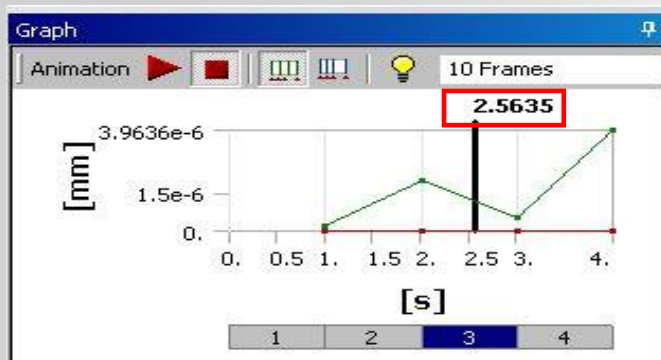 Graph
Animation
10 Frames
2.5635
3.9636e-6
[mm]
1.5e-6
0.
0. 0.5 1. 1.5 2. 2.5 3. 4.
[s]
1 2 3 4